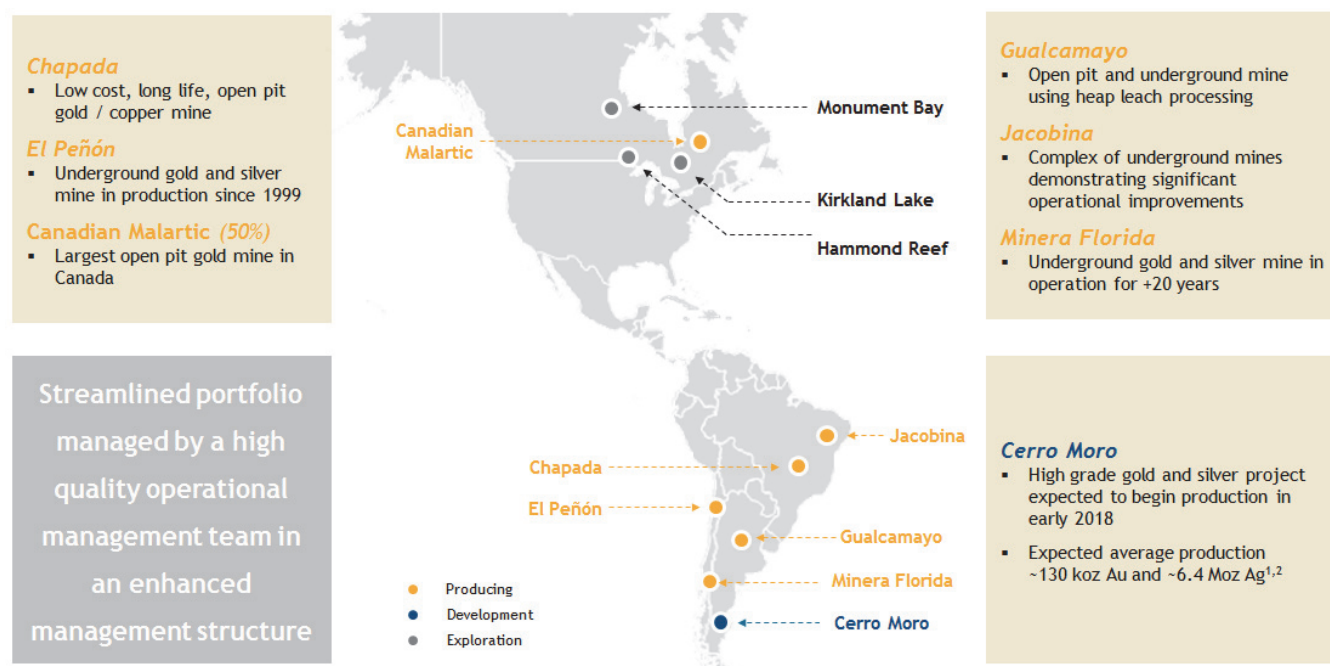 Chapada
▪ Low cost, long life, open pit
gold / copper mine
El Peñón
▪ Underground gold and silver
mine in production since 1999
Canadian Malartic (50%)
▪ Largest open pit gold mine in
Canada
Streamlined portfolio
managed by a high
quality operational
management team in
an enhanced
management structure
Monument Bay
Canadian
Malartic
Kirkland Lake
Hammond Reef
Jacobina
Chapada
El Peñón
Gualcamayo
Minera Florida
Cerro Moro
Producing
Development
Exploration
Gualcamayo
▪ Open pit and underground mine
using heap leach processing
Jacobina
▪ Complex of underground mines
demonstrating significant
operational improvements
Minera Florida
▪ Underground gold and silver mine in
operation for +20 years
Cerro Moro
▪ High grade gold and silver project
expected to begin production in
early 2018
▪ Expected average production
~130 koz Au and ~6.4 Moz Ag¹,²